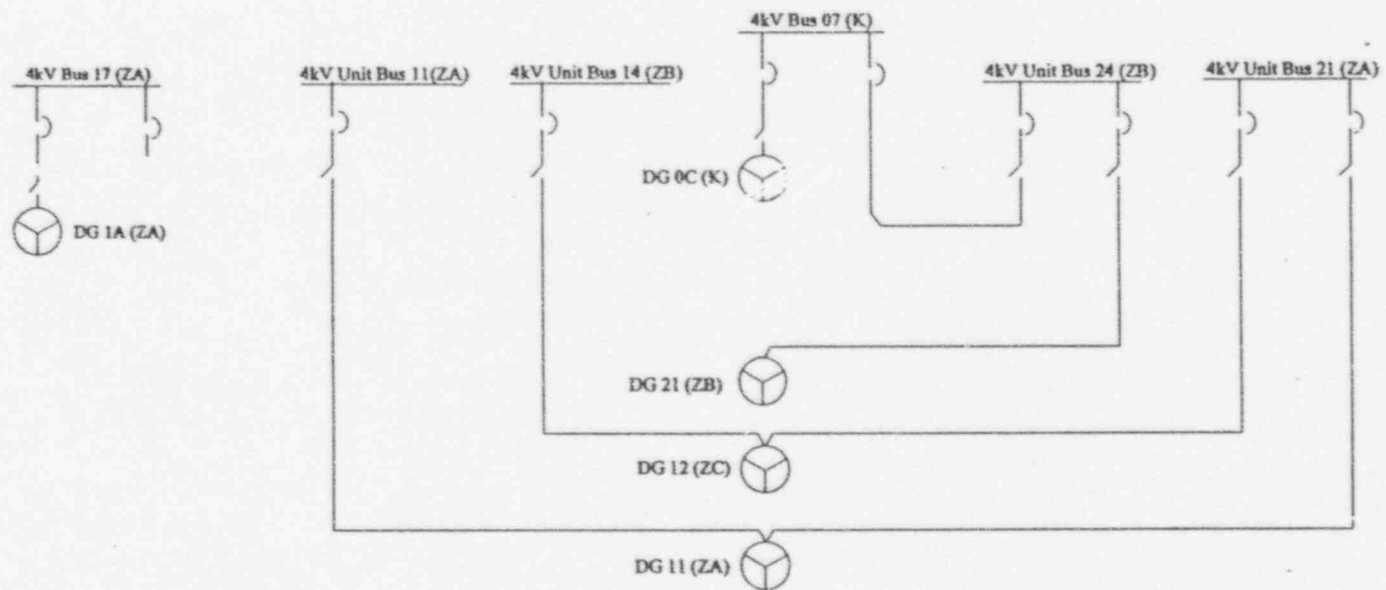 4kV Bus 07 (K)
4kV Bus 17 (ZA)
4kV Unit Bus 11(ZA)
4kV Unit Bus 14 (ZB)
4kV Unit Bus 24 (ZB)
4kV Unit Bus 21 (ZA)
DG 0C (K)
DG 1A (ZA)
DG 21 (ZB)
DG 12 (ZC)
DG 11 (ZA)